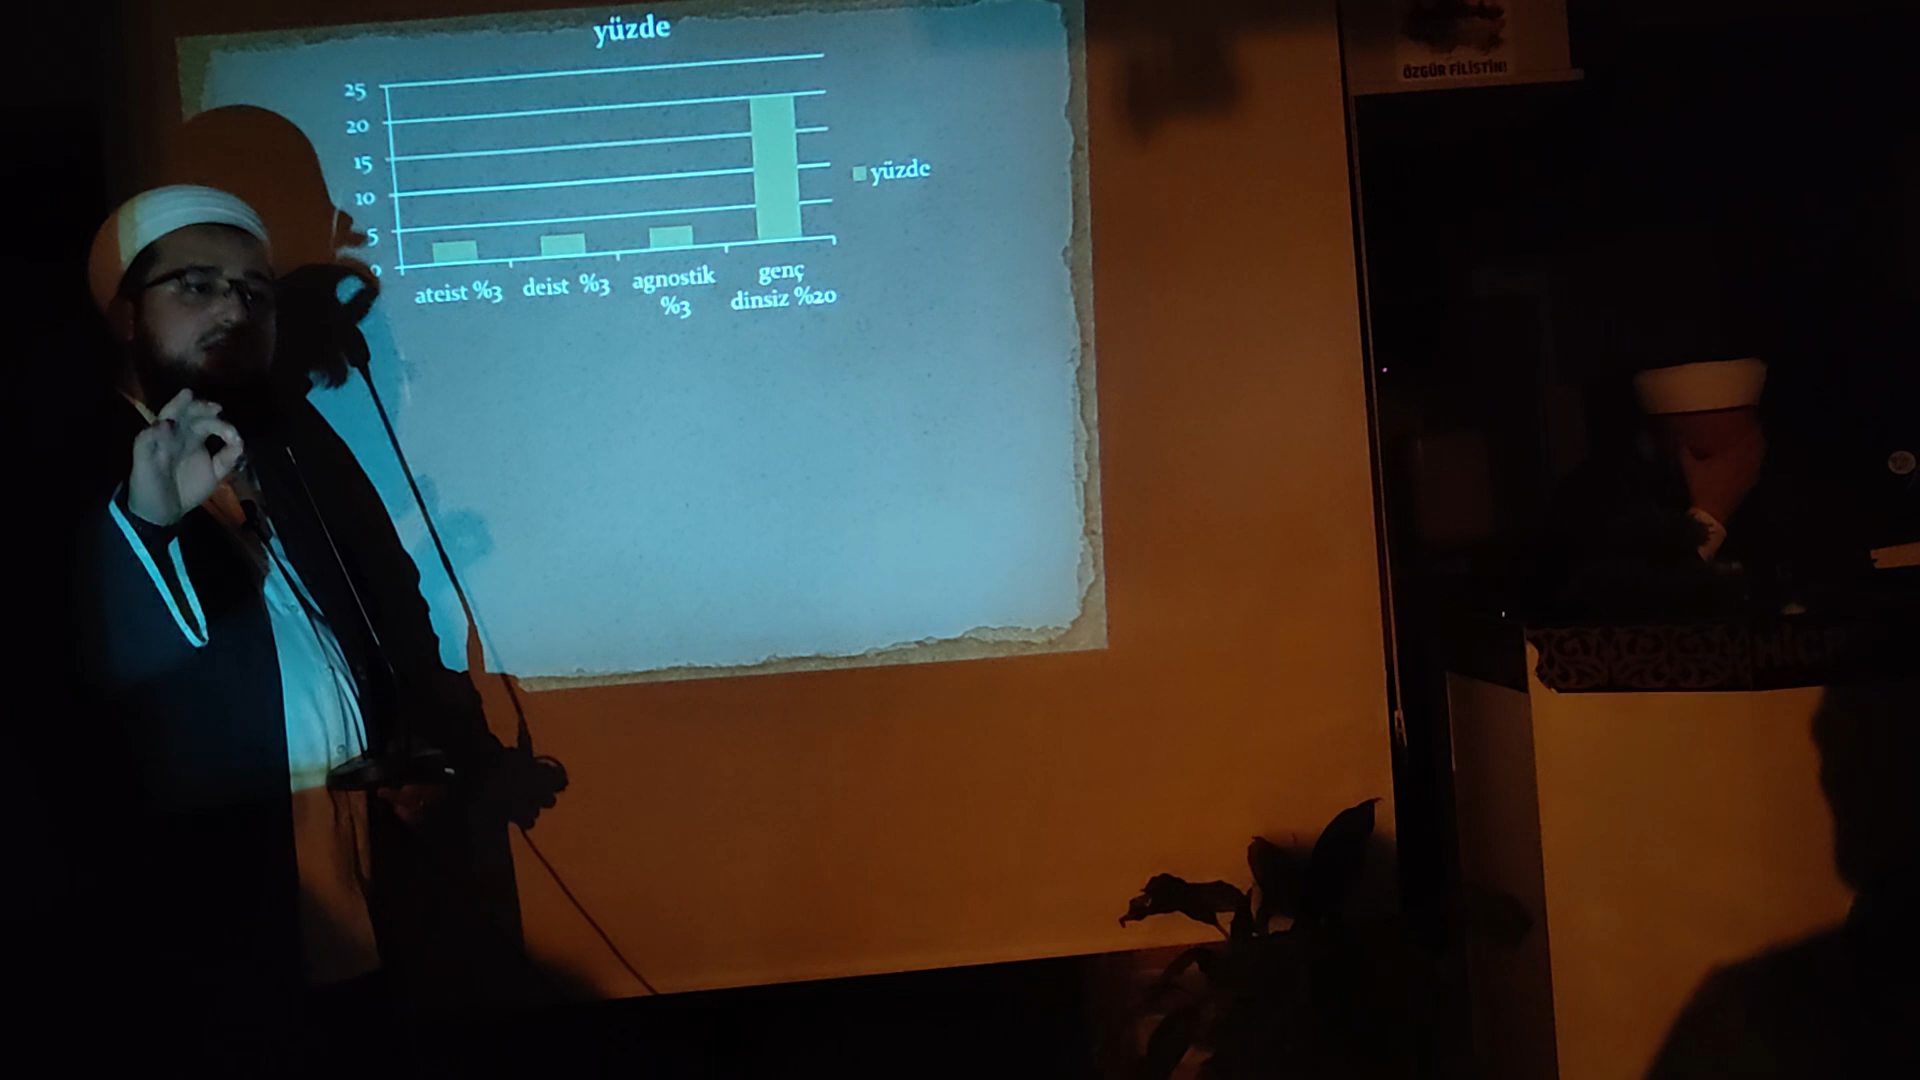 yüzde
25
20
15
10
5
0
ateist %3
deist %3
agnostik
%3
genç
dinsiz %20
yüzde
ÖZGÜR FİLİSTİN!